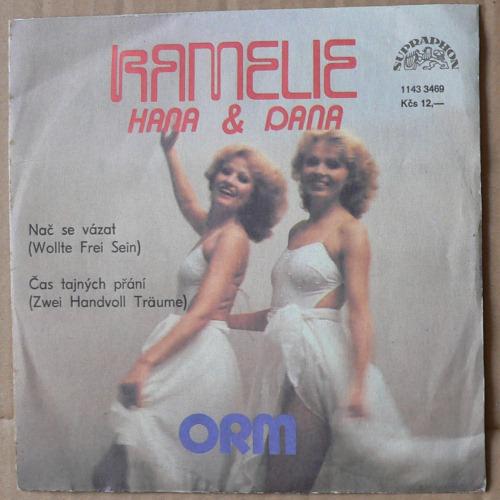 KAMELIE
HANA & DANA
SUPRAPHON
1143 3469
Kčs 12,—
Nač se vázat
(Wollte Frei Sein)
Čas tajných přání
(Zwei Handvoll Träume)
ORM